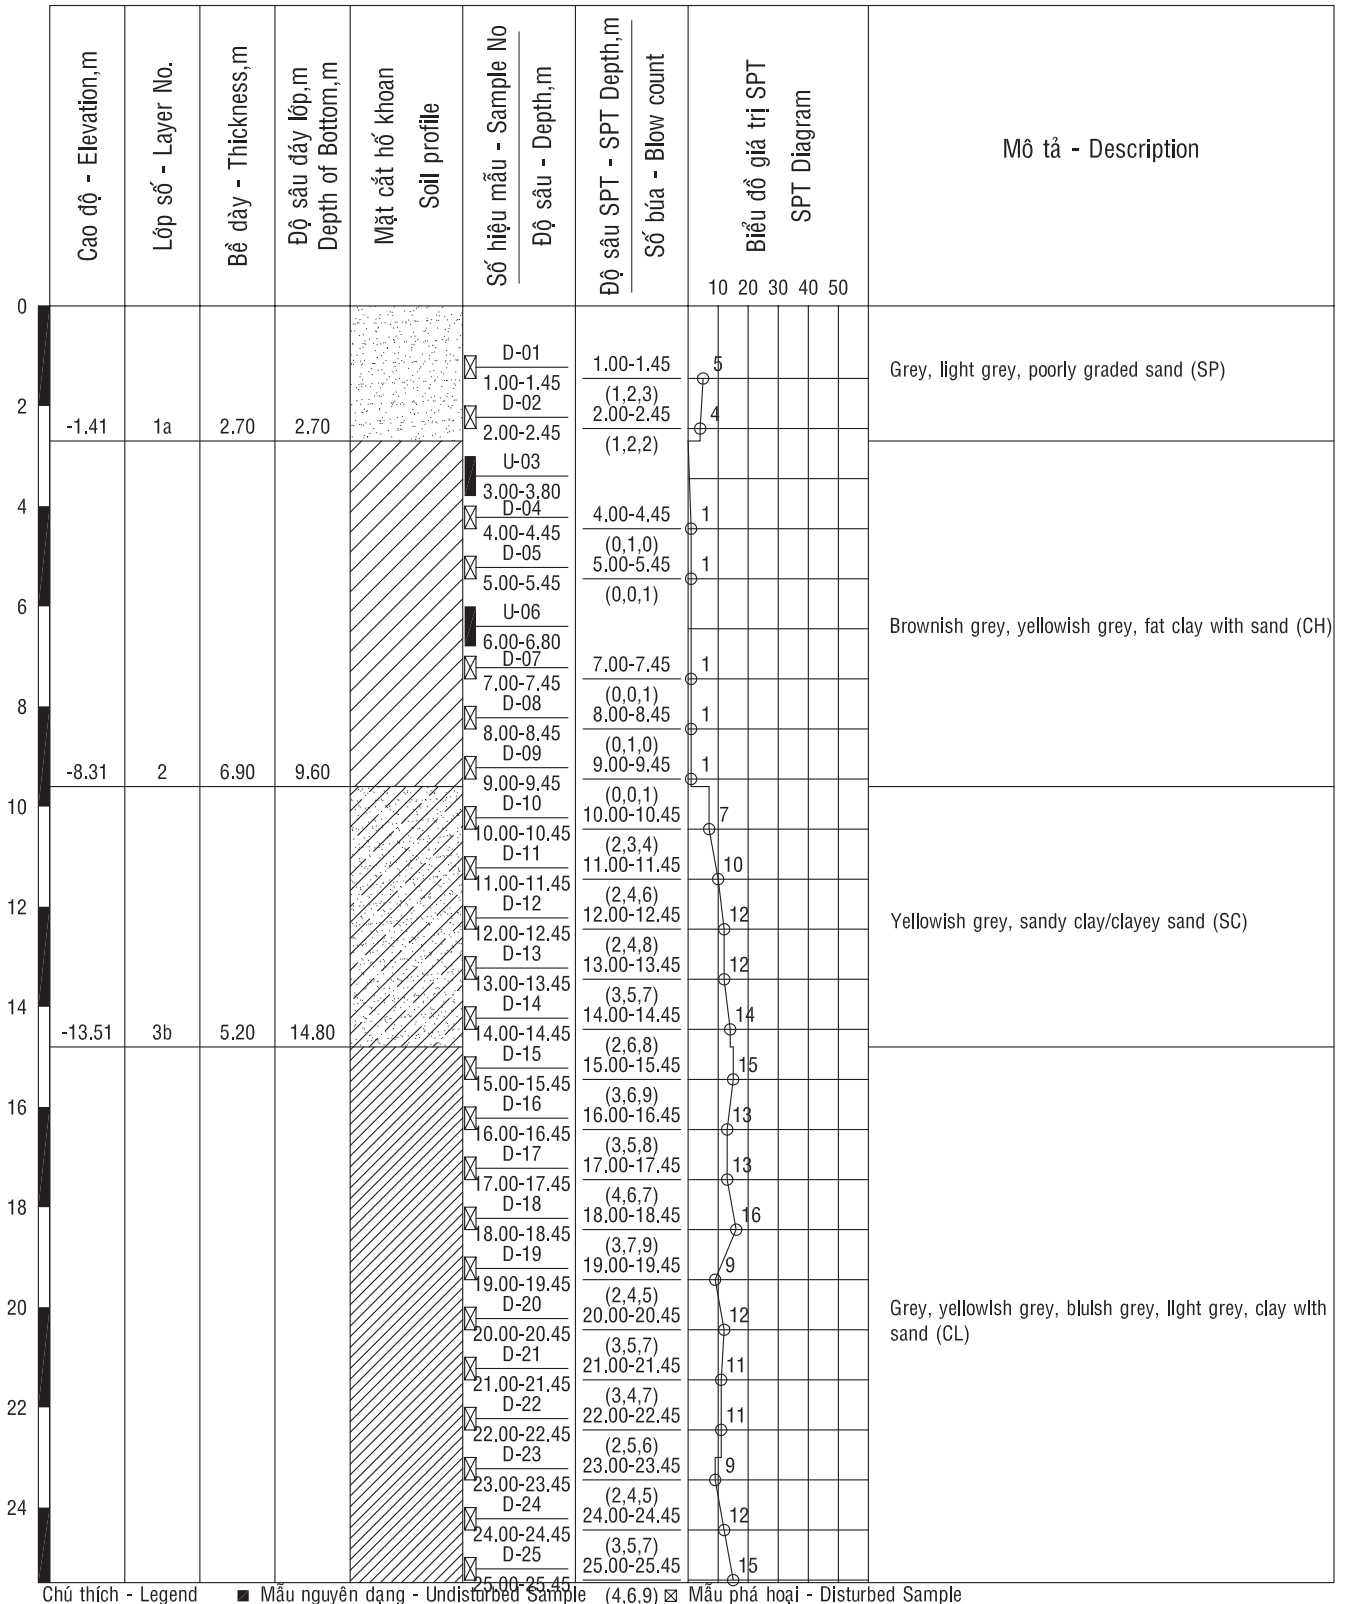 Cao độ - Elevation,m
Lớp số - Layer No.
Bề dày - Thickness,m
Độ sâu đáy lớp,m
Depth of Bottom,m
Mặt cắt hố khoan
Soil profile
Số hiệu mẫu - Sample No
Độ sâu - Depth,m
Độ sâu SPT - SPT Depth,m
Số búa - Blow count
Biểu đồ giá trị SPT
SPT Diagram
Mô tả - Description
10 20 30 40 50
0
D-01
1.00-1.45 5
Grey, light grey, poorly graded sand (SP)
1.00-1.45
(1,2,3)
D-02
2
2.00-2.45 4
-1.41 1a 2.70 2.70
2.00-2.45
(1,2,2)
U-03
3.00-3.80
D-04
4
4.00-4.45 1
4.00-4.45
(0,1,0)
D-05
5.00-5.45 1
5.00-5.45
(0,0,1)
6
U-06
Brownish grey, yellowish grey, fat clay with sand (CH)
6.00-6.80
D-07
7.00-7.45 1
7.00-7.45
(0,0,1)
D-08
8
8.00-8.45 1
8.00-8.45
(0,1,0)
D-09
9.00-9.45 1
-8.31 2 6.90 9.60
9.00-9.45
(0,0,1)
D-10
10
10.00-10.45 7
10.00-10.45
(2,3,4)
D-11
11.00-11.45 10
11.00-11.45
(2,4,6)
D-12
12
12.00-12.45 12
Yellowish grey, sandy clay/clayey sand (SC)
12.00-12.45
(2,4,8)
D-13
13.00-13.45 12
13.00-13.45
(3,5,7)
D-14
14
14.00-14.45 14
-13.51 3b 5.20 14.80
14.00-14.45
(2,6,8)
D-15
15.00-15.45 15
15.00-15.45
(3,6,9)
D-16
16
16.00-16.45 13
16.00-16.45
(3,5,8)
D-17
17.00-17.45 13
17.00-17.45
(4,6,7)
D-18
18
18.00-18.45 16
18.00-18.45
(3,7,9)
D-19
19.00-19.45 9
19.00-19.45
(2,4,5)
D-20
20
20.00-20.45 12
Grey, yellowish grey, bluish grey, light grey, clay with
sand (CL)
20.00-20.45
(3,5,7)
D-21
21.00-21.45 11
21.00-21.45
(3,4,7)
D-22
22
22.00-22.45 11
22.00-22.45
(2,5,6)
D-23
23.00-23.45 9
23.00-23.45
(2,4,5)
D-24
24
24.00-24.45 12
24.00-24.45
(3,5,7)
D-25
25.00-25.45 15
25.00-25.45
(4,6,9)
Chú thích - Legend Mẫu nguyên dạng - Undisturbed Sample Mẫu phá hoại - Disturbed Sample